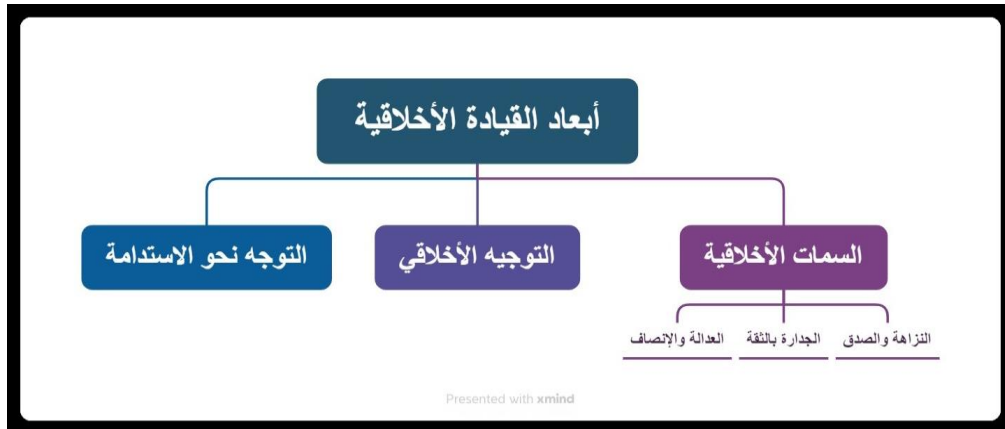 أبعاد القيادة الأخلاقية
السمات الأخلاقية
التوجيه الأخلاقي
التوجه نحو الاستدامة
النزاهة والصدق
الجدارة بالثقة
العدالة والإنصاف
Presented with xmind